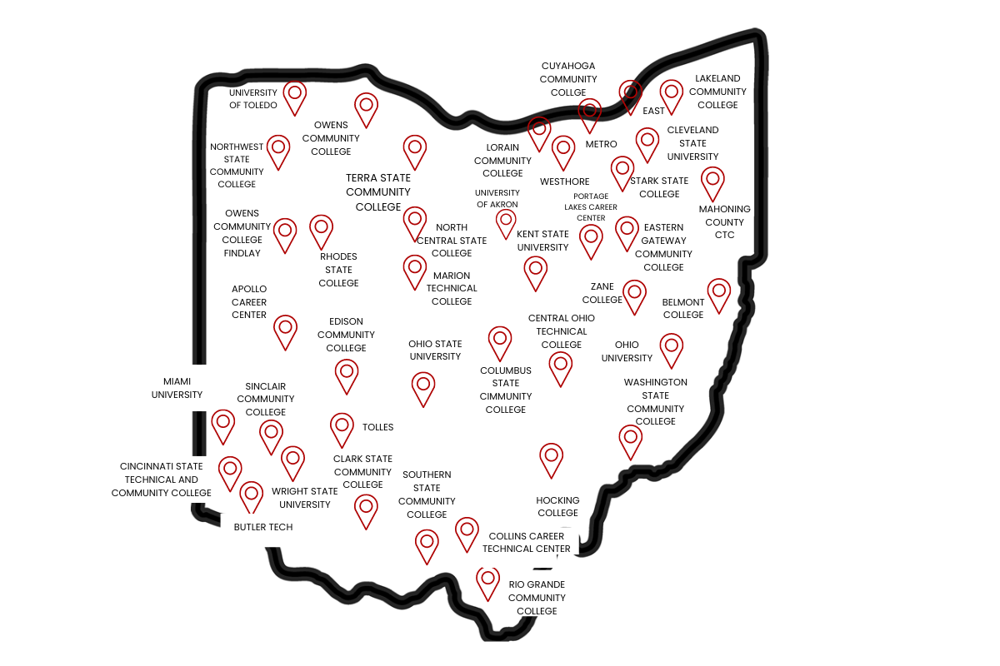 CUYAHOGA
COMMUNITY
COLLGE
LAKELAND
COMMUNITY
COLLEGE
UNIVERSITY
OF TOLEDO
EAST
OWENS
COMMUNITY
COLLEGE
CLEVELAND
STATE
UNIVERSITY
NORTHWEST
STATE
COMMUNITY
COLLEGE
LORAIN
COMMUNITY
COLLEGE
METRO
WESTHORE
TERRA STATE
COMMUNITY
COLLEGE
STARK STATE
COLLEGE
UNIVERSITY
OF AKRON
PORTAGE
LAKES CAREER
CENTER
MAHONING
COUNTY
CTC
OWENS
COMMUNITY
COLLEGE
FINDLAY
NORTH
CENTRAL STATE
COLLEGE
KENT STATE
UNIVERSITY
EASTERN
GATEWAY
COMMUNITY
COLLEGE
RHODES
STATE
COLLEGE
MARION
TECHNICAL
COLLEGE
APOLLO
CAREER
CENTER
ZANE
COLLEGE
BELMONT
COLLEGE
EDISON
COMMUNITY
COLLEGE
CENTRAL OHIO
TECHNICAL
COLLEGE
OHIO STATE
UNIVERSITY
OHIO
UNIVERSITY
COLUMBUS
STATE
CIMMUNITY
COLLEGE
MIAMI
UNIVERSITY
SINCLAIR
COMMUNITY
COLLEGE
WASHINGTON
STATE
COMMUNITY
COLLEGE
TOLLES
CINCINNATI STATE
TECHNICAL AND
COMMUNITY COLLEGE
CLARK STATE
COMMUNITY
COLLEGE
WRIGHT STATE
UNIVERSITY
SOUTHERN
STATE
COMMUNITY
COLLEGE
HOCKING
COLLEGE
BUTLER TECH
COLLINS CAREER
TECHNICAL CENTER
RIO GRANDE
COMMUNITY
COLLEGE